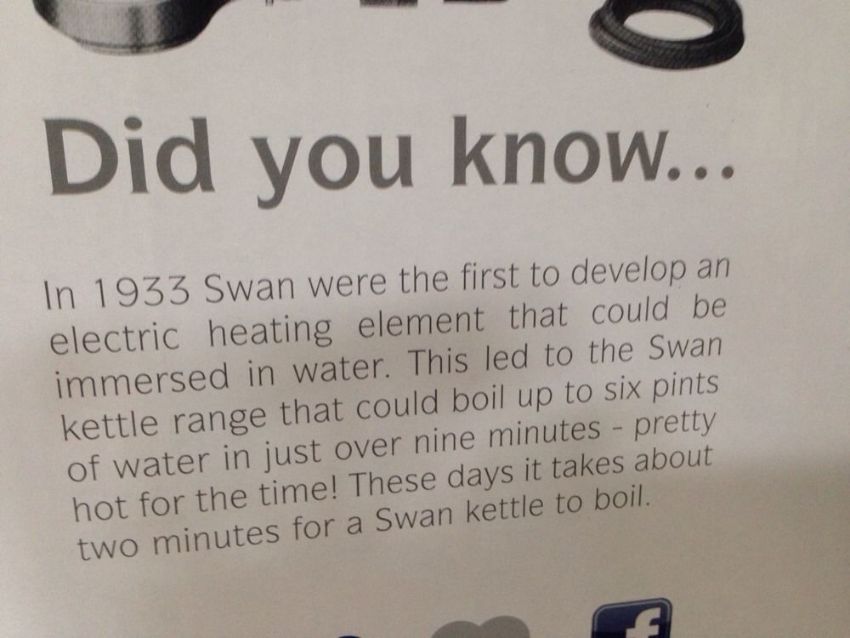 Did you know...
In 1933 Swan were the first to develop an
electric heating element that could be
immersed in water. This led to the Swan
kettle range that could boil up to six pints
of water in just over nine minutes - pretty
hot for the time! These days it takes about
two minutes for a Swan kettle to boil.
f